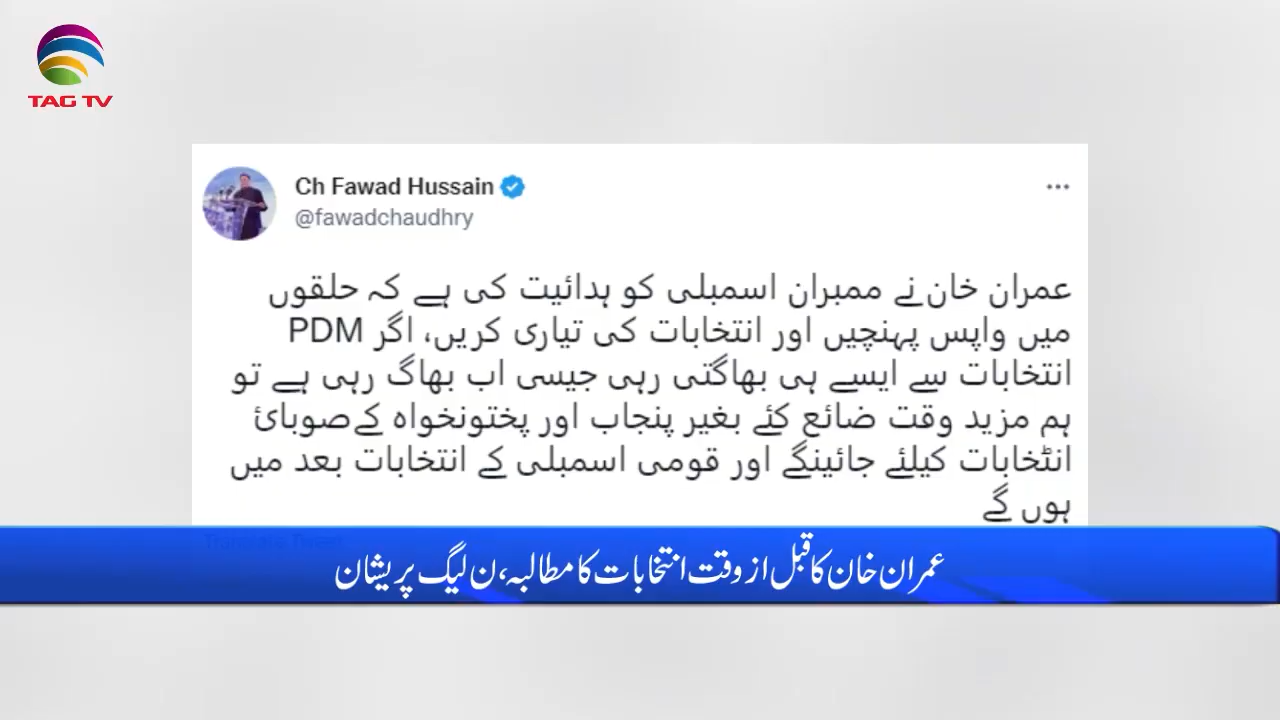 TAG TV
Ch Fawad Hussain
@fawadchaudhry
عمران خان نے ممبران اسمبلی کو ہدائیت کی ہے کہ حلقوں
میں واپس پہنچیں اور انتخابات کی تیاری کریں، اگر PDM
انتخابات سے ایسے ہی بھاگتی رہی جیسی اب بھاگ رہی ہے تو
ہم مزید وقت ضائع کئے بغیر پنجاب اور پختونخواہ کےصوبائ
انٹخابات کیلئے جائینگے اور قومی اسمبلی کے انتخابات بعد میں
ہوں گے
عمران خان کا قبل از وقت انتخابات کا مطالبہ، ن لیگ پریشان